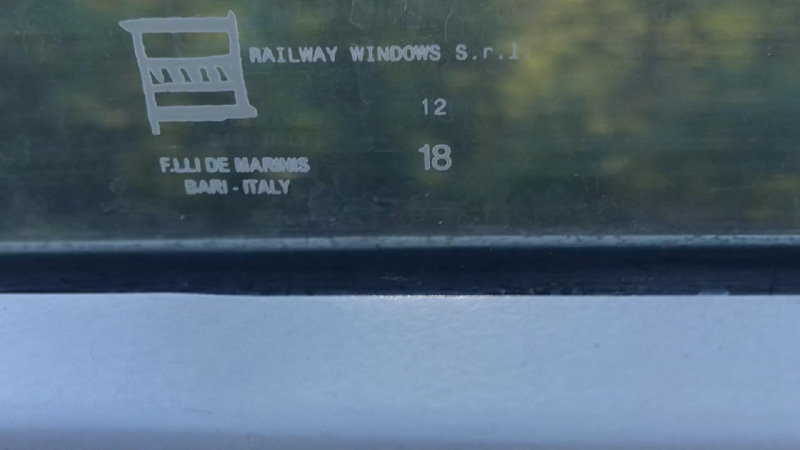 RAILWAY WINDOWS S.r.l
12
18
F.LLI DE MARINIS
BARI - ITALY